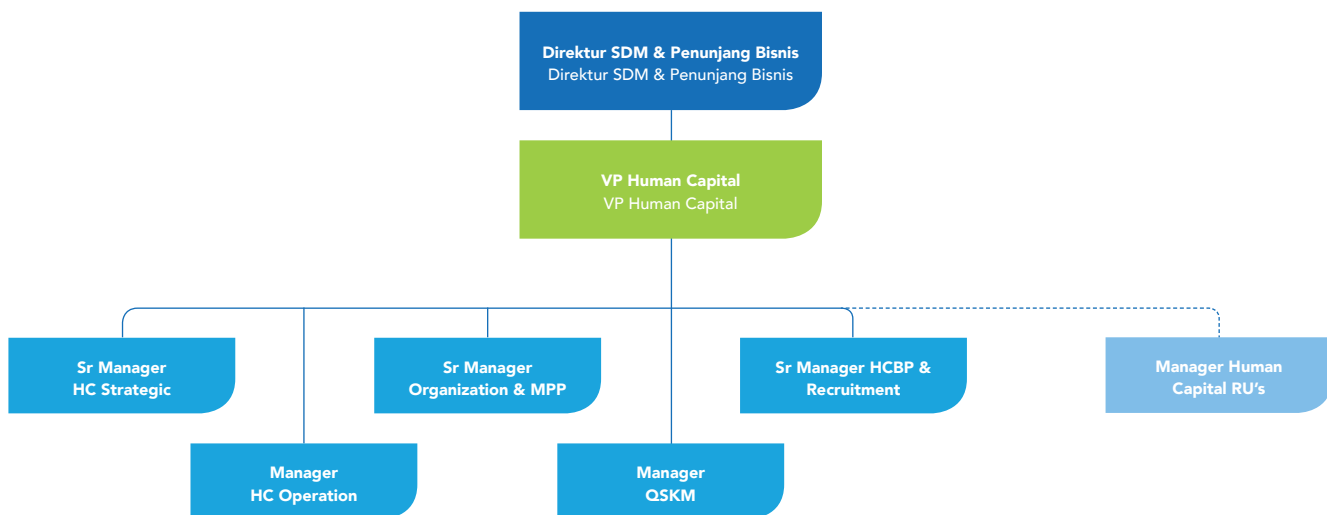 Direktur SDM & Penunjang Bisnis
Direktur SDM & Penunjang Bisnis
VP Human Capital
VP Human Capital
Sr Manager
HC Strategic
Sr Manager
Organization & MPP
Sr Manager HCBP &
Recruitment
Manager Human
Capital RU’s
Manager
HC Operation
Manager
QSKM